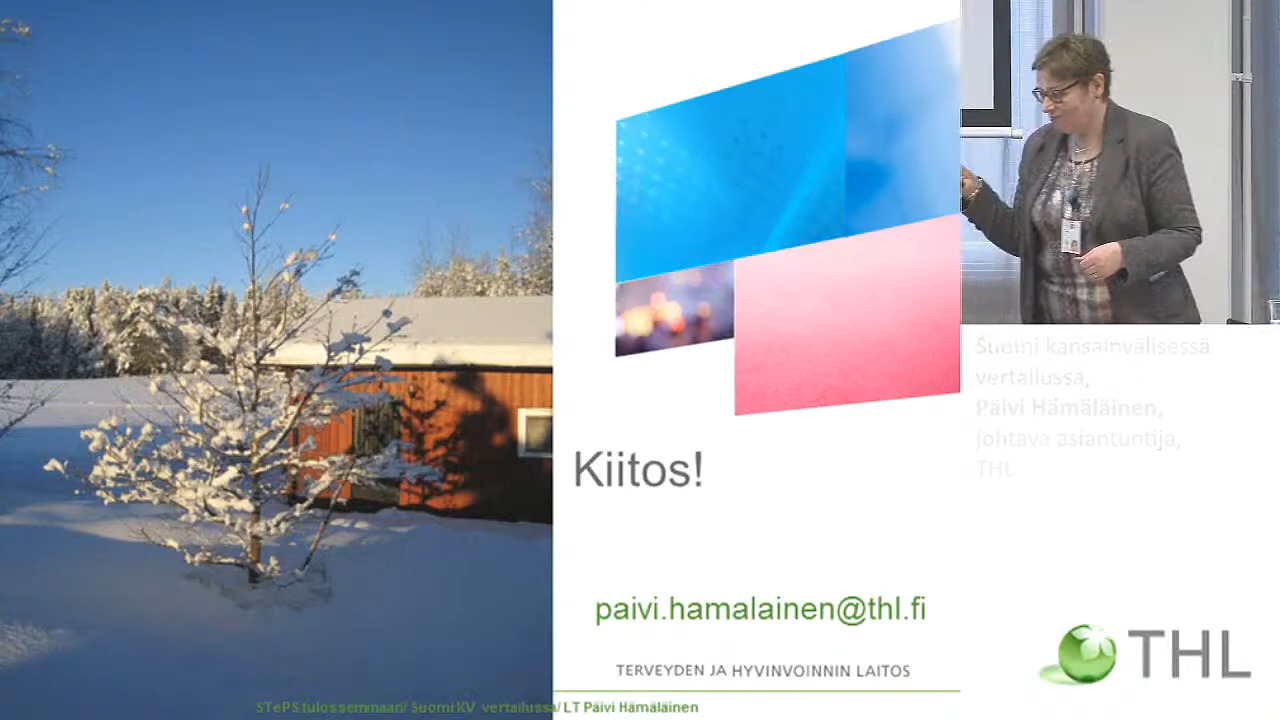 Kiitos!
paivi.hamalainen@thl.fi
TERVEYDEN JA HYVINVOINNIN LAITOS
STePS tulosseminaari/ Suomi KV vertailussa/ LT Päivi Hämäläinen
Suomi kansainvälisessä
vertailussa,
Päivi Hämäläinen,
johtava asiantuntija,
THL
THL